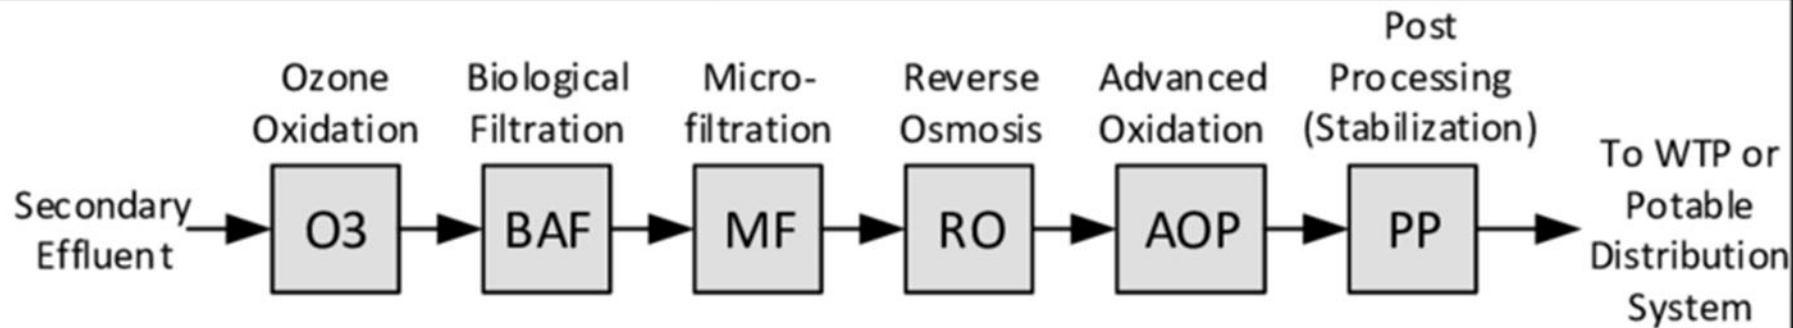 Secondary
Effluent
Ozone
Oxidation
O3
Biological
Filtration
BAF
Micro-
filtration
MF
Reverse
Osmosis
RO
Advanced
Oxidation
AOP
Post
Processing
(Stabilization)
PP
To WTP or
Potable
Distribution
System